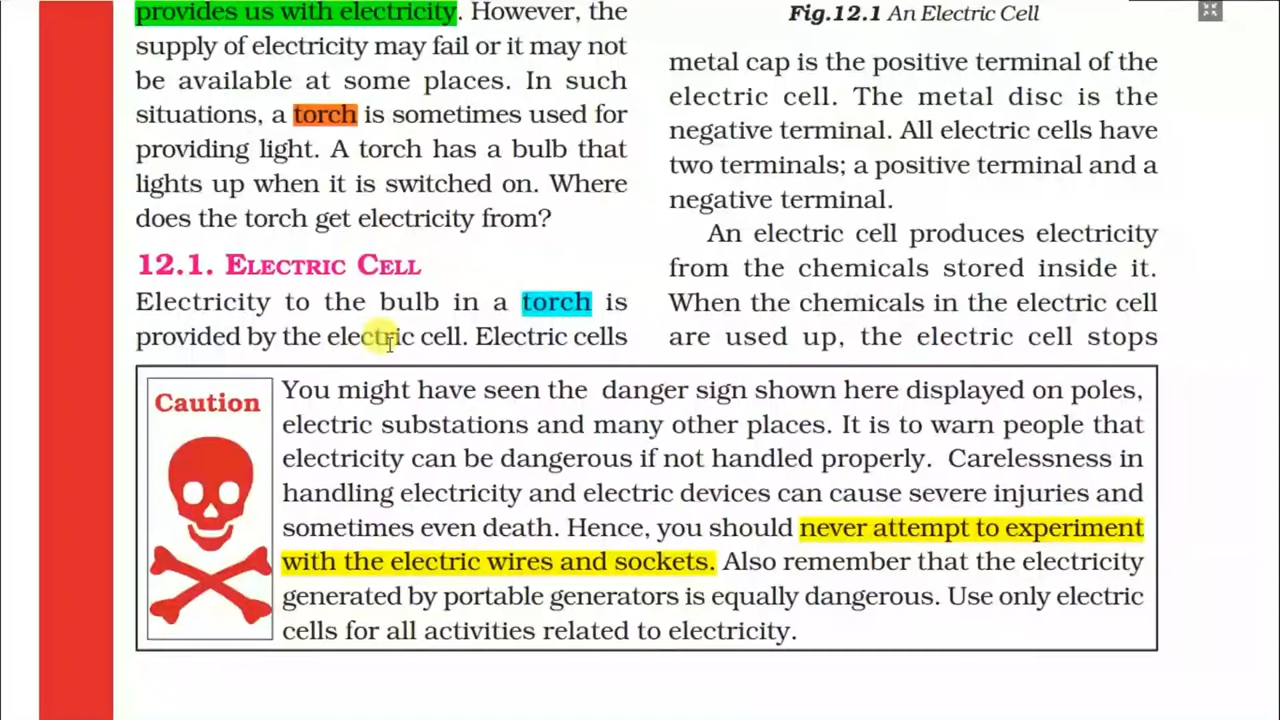 provides us with electricity. However, the
supply of electricity may fail or it may not
be available at some places. In such
situations, a torch is sometimes used for
providing light. A torch has a bulb that
lights up when it is switched on. Where
does the torch get electricity from?
12.1. ELECTRIC CELL
Electricity to the bulb in a torch is
provided by the electric cell. Electric cells
Fig.12.1 An Electric Cell
metal cap is the positive terminal of the
electric cell. The metal disc is the
negative terminal. All electric cells have
two terminals; a positive terminal and a
negative terminal.
An electric cell produces electricity
from the chemicals stored inside it.
When the chemicals in the electric cell
are used up, the electric cell stops
Caution
You might have seen the danger sign shown here displayed on poles,
electric substations and many other places. It is to warn people that
electricity can be dangerous if not handled properly. Carelessness in
handling electricity and electric devices can cause severe injuries and
sometimes even death. Hence, you should never attempt to experiment
with the electric wires and sockets. Also remember that the electricity
generated by portable generators is equally dangerous. Use only electric
cells for all activities related to electricity.